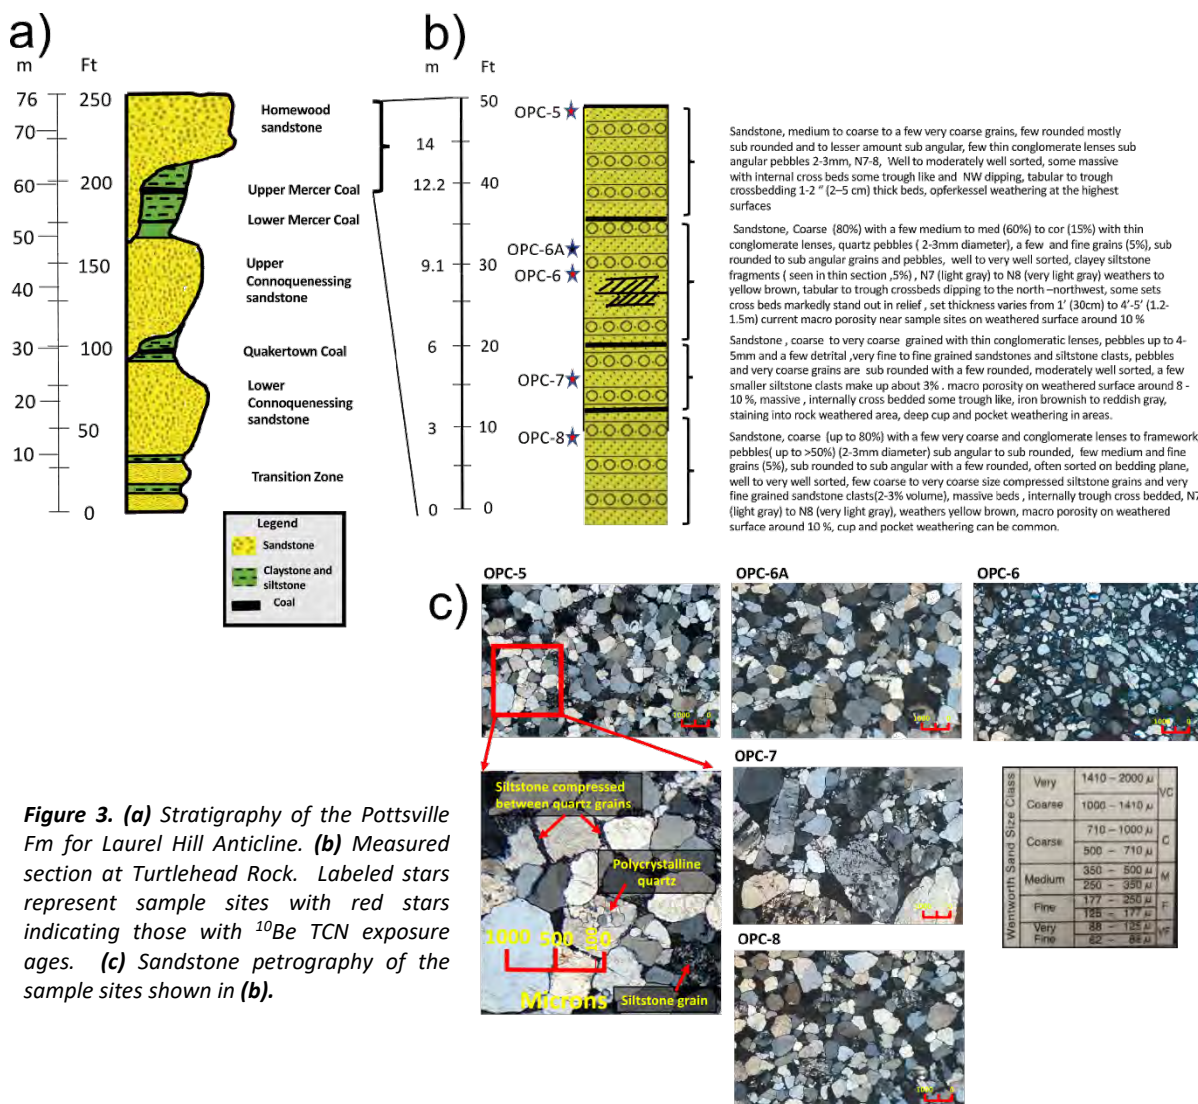 a)
m
Ft
76
250
70
60
200
50
150
40
30
100
20
50
10
0
Homewood
sandstone
Upper Mercer Coal
Lower Mercer Coal
Upper
Connoquenessing
sandstone
Quakertown Coal
Lower
Connoquenessing
sandstone
Transition Zone
Legend
Sandstone
Claystone and
siltstone
Coal
b)
m
Ft
50
14
12.2
40
9.1
30
6
20
3
10
0
0
OPC-5
OPC-6A
OPC-6
OPC-7
OPC-8
Sandstone, medium to coarse to a few very coarse grains, few rounded mostly
sub rounded and to lesser amount sub angular, few thin conglomerate lenses sub
angular pebbles 2-3mm, N7-8, Well to moderately well sorted, some massive
with internal cross beds some trough like and NW dipping, tabular to trough
crossbedding 1-2 " (2–5 cm) thick beds, opferkessel weathering at the highest
surfaces
Sandstone, Coarse (80%) with a few medium to med (60%) to cor (15%) with thin
conglomerate lenses, quartz pebbles ( 2-3mm diameter), a few and fine grains (5%), sub
rounded to sub angular grains and pebbles, well to very well sorted, clayey siltstone
fragments ( seen in thin section ,5%) , N7 (light gray) to N8 (very light gray) weathers to
yellow brown, tabular to trough crossbeds dipping to the north –northwest, some sets
cross beds markedly stand out in relief , set thickness varies from 1' (30cm) to 4'-5' (1.2-
1.5m) current macro porosity near sample sites on weathered surface around 10 %
Sandstone , coarse to very coarse grained with thin conglomeratic lenses, pebbles up to 4-
5mm and a few detrital ,very fine to fine grained sandstones and siltstone clasts, pebbles
and very coarse grains are sub rounded with a few rounded, moderately well sorted, a few
smaller siltstone clasts make up about 3% . macro porosity on weathered surface around 8 -
10 %, massive , internally cross bedded some trough like, iron brownish to reddish gray,
staining into rock weathered area, deep cup and pocket weathering in areas.
Sandstone, coarse (up to 80%) with a few very coarse and conglomerate lenses to framework
pebbles( up to >50%) (2-3mm diameter) sub angular to sub rounded, few medium and fine
grains (5%), sub rounded to sub angular with a few rounded, often sorted on bedding plane,
well to very well sorted, few coarse to very coarse size compressed siltstone grains and very
fine grained sandstone clasts(2-3% volume), massive beds , internally trough cross bedded, N7
(light gray) to N8 (very light gray), weathers yellow brown, macro porosity on weathered
surface around 10 %, cup and pocket weathering can be common.
c)
OPC-5
1000 0
OPC-6A
1000 0
OPC-6
1000 0
Siltstone compressed
between quartz grains
Polycrystalline
quartz
1000 500 100 0
Microns
Siltstone grain
OPC-7
OPC-8
1000 0
Wentworth Sand Size Class
Very
Coarse
1410 – 2000 μ
1000 – 1410 μ
VC
Coarse
710 – 1000 μ
500 – 710 μ
C
Medium
350 – 500 μ
250 – 350 μ
M
Fine
177 – 250 μ
125 – 177 μ
F
Very
Fine
88 – 125 μ
62 – 88 μ
VF
Figure 3. (a) Stratigraphy of the Pottsville
Fm for Laurel Hill Anticline. (b) Measured
section at Turtlehead Rock. Labeled stars
represent sample sites with red stars
indicating those with ¹⁰Be TCN exposure
ages. (c) Sandstone petrography of the
sample sites shown in (b).